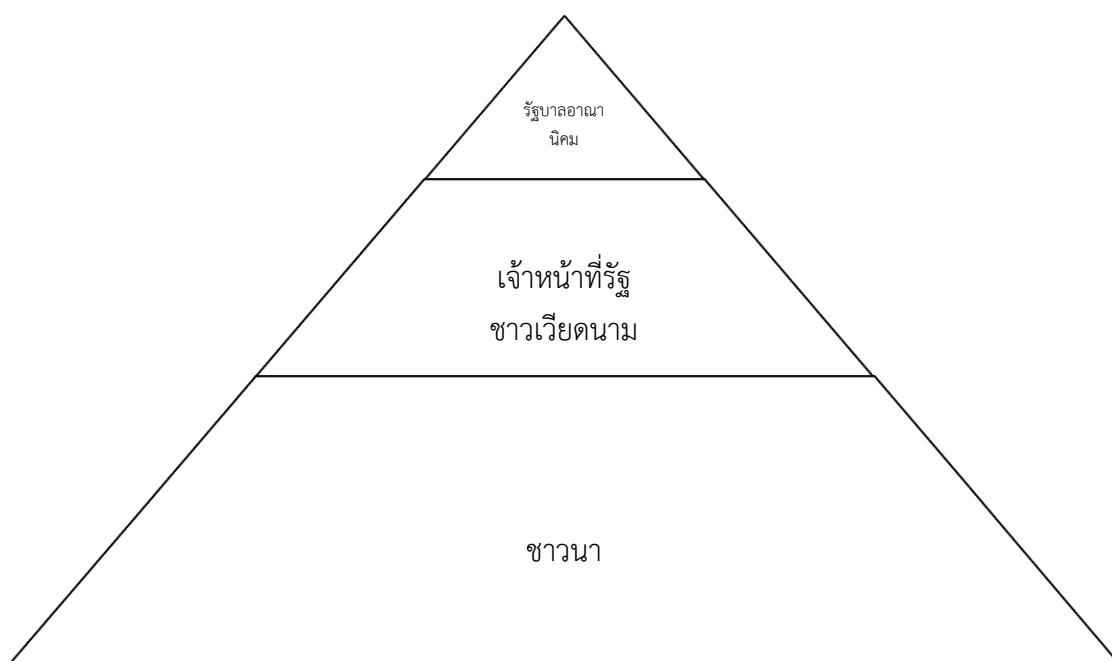 รัฐบาลอาณา
นิคม
เจ้าหน้าที่รัฐ
ชาวเวียดนาม
ชาวนา